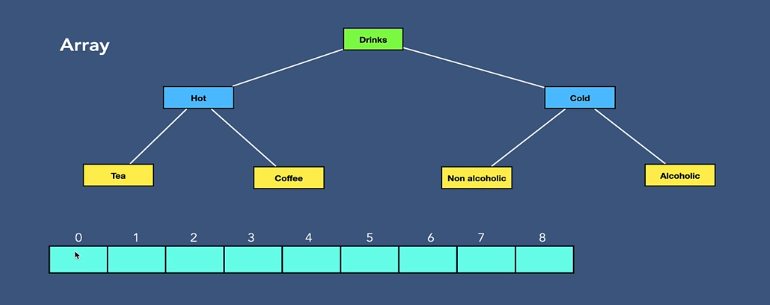 Array
Drinks
Hot
Cold
Tea
Coffee
Non alcoholic
Alcoholic
0 1 2 3 4 5 6 7 8